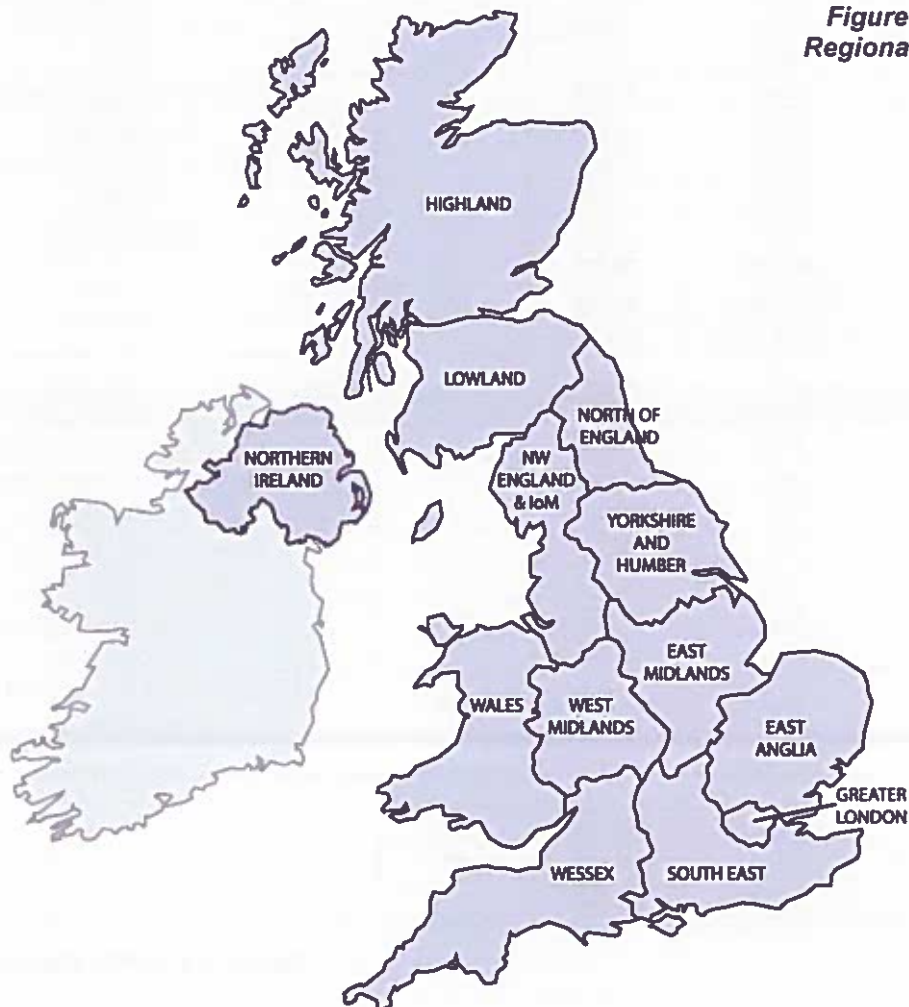 Figure
Regiona
HIGHLAND
LOWLAND
NORTH OF
ENGLAND
NORTHERN
IRELAND
NW
ENGLAND
& IoM
YORKSHIRE
AND
HUMBER
EAST
MIDLANDS
WALES
WEST
MIDLANDS
EAST
ANGLIA
GREATER
LONDON
WESSEX
SOUTH EAST